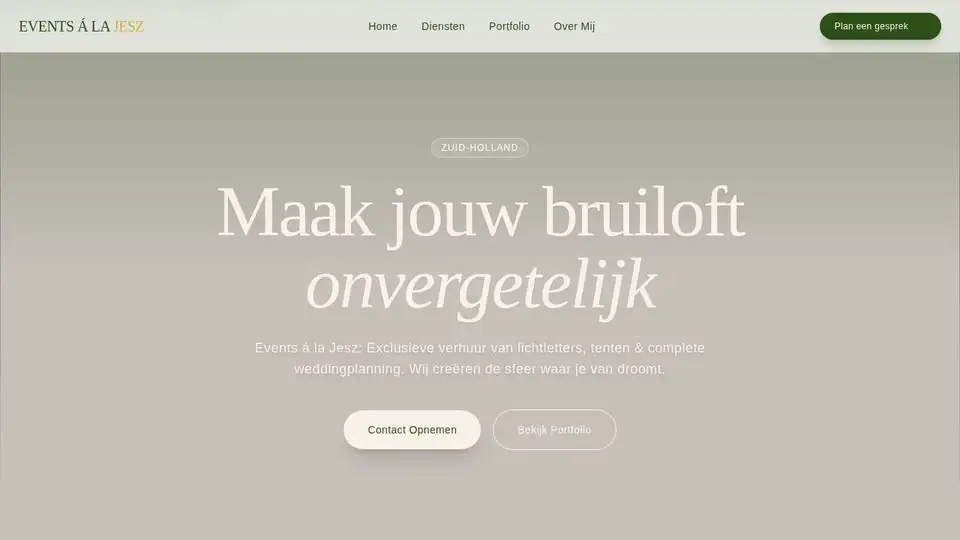 EVENTS Á LA JESZ
Home
Diensten
Portfolio
Over Mij
Plan een gesprek
ZUID-HOLLAND
Maak jouw bruiloft
onvergetelijk
Events á la Jesz: Exclusieve verhuur van lichtletters, tenten & complete
weddingplanning. Wij creëren de sfeer waar je van droomt.
Contact Opnemen
Bekijk Portfolio